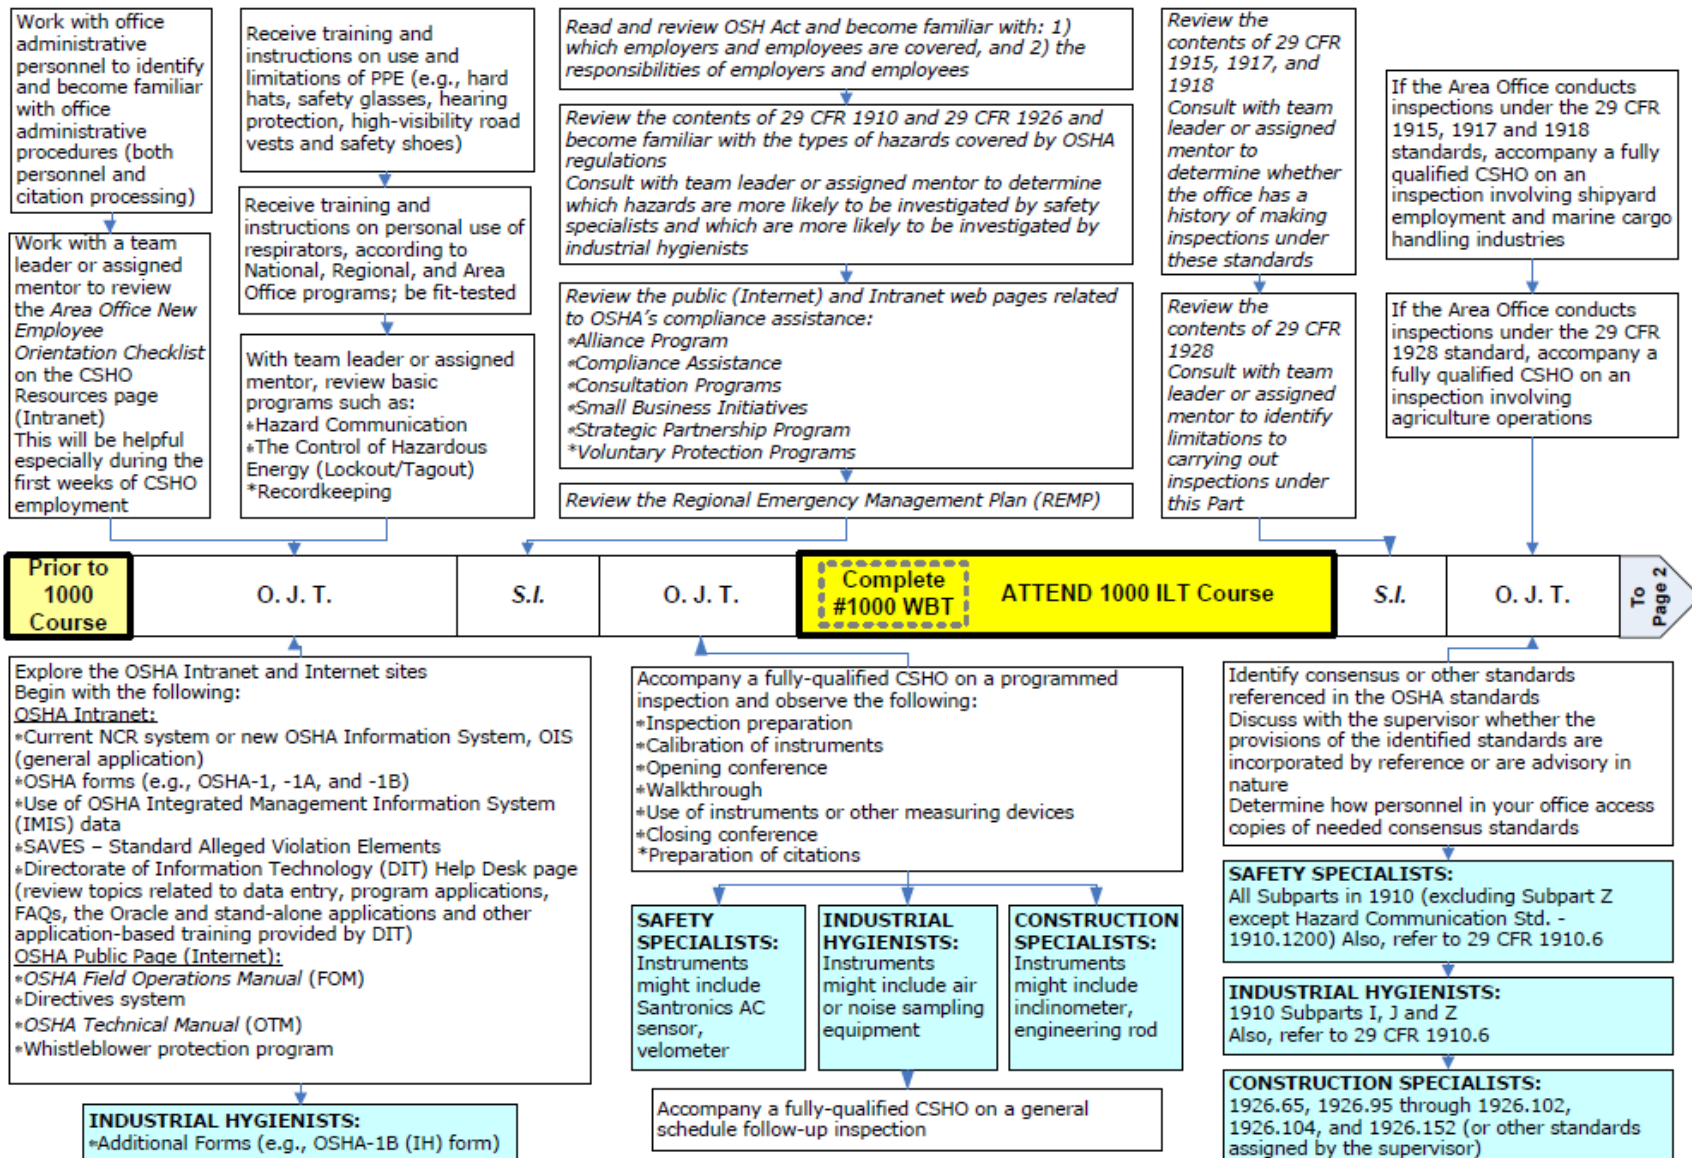 Work with office
administrative
personnel to identify
and become familiar
with office
administrative
procedures (both
personnel and
citation processing)
Work with a team
leader or assigned
mentor to review
the Area Office New
Employee
Orientation Checklist
on the CSHO
Resources page
(Intranet)
This will be helpful
especially during the
first weeks of CSHO
employment
Receive training and
instructions on use and
limitations of PPE (e.g., hard
hats, safety glasses, hearing
protection, high-visibility road
vests and safety shoes)
Receive training and
instructions on personal use of
respirators, according to
National, Regional, and Area
Office programs; be fit-tested
With team leader or assigned
mentor, review basic
programs such as:
*Hazard Communication
*The Control of Hazardous
Energy (Lockout/Tagout)
*Recordkeeping
Read and review OSH Act and become familiar with: 1)
which employers and employees are covered, and 2) the
responsibilities of employers and employees
Review the contents of 29 CFR 1910 and 29 CFR 1926 and
become familiar with the types of hazards covered by OSHA
regulations
Consult with team leader or assigned mentor to determine
which hazards are more likely to be investigated by safety
specialists and which are more likely to be investigated by
industrial hygienists
Review the public (Internet) and Intranet web pages related
to OSHA's compliance assistance:
*Alliance Program
*Compliance Assistance
*Consultation Programs
*Small Business Initiatives
*Strategic Partnership Program
*Voluntary Protection Programs
Review the Regional Emergency Management Plan (REMP)
Review the
contents of 29 CFR
1915, 1917, and
1918
Consult with team
leader or assigned
mentor to
determine whether
the office has a
history of making
inspections under
these standards
Review the
contents of 29 CFR
1928
Consult with team
leader or assigned
mentor to identify
limitations to
carrying out
inspections under
this Part
If the Area Office conducts
inspections under the 29 CFR
1915, 1917 and 1918
standards, accompany a fully
qualified CSHO on an
inspection involving shipyard
employment and marine cargo
handling industries
If the Area Office conducts
inspections under the 29 CFR
1928 standard, accompany a
fully qualified CSHO on an
inspection involving
agriculture operations
Prior to
1000
Course
O. J. T.
S.I.
O. J. T.
Complete
#1000 WBT
ATTEND 1000 ILT Course
S.I.
O. J. T.
To
Page 2
Explore the OSHA Intranet and Internet sites
Begin with the following:
OSHA Intranet:
*Current NCR system or new OSHA Information System, OIS
(general application)
*OSHA forms (e.g., OSHA-1, -1A, and -1B)
*Use of OSHA Integrated Management Information System
(IMIS) data
*SAVES – Standard Alleged Violation Elements
*Directorate of Information Technology (DIT) Help Desk page
(review topics related to data entry, program applications,
FAQs, the Oracle and stand-alone applications and other
application-based training provided by DIT)
OSHA Public Page (Internet):
*OSHA Field Operations Manual (FOM)
*Directives system
*OSHA Technical Manual (OTM)
*Whistleblower protection program
INDUSTRIAL HYGIENISTS:
*Additional Forms (e.g., OSHA-1B (IH) form)
Accompany a fully-qualified CSHO on a programmed
inspection and observe the following:
*Inspection preparation
*Calibration of instruments
*Opening conference
*Walkthrough
*Use of instruments or other measuring devices
*Closing conference
*Preparation of citations
SAFETY
SPECIALISTS:
Instruments
might include
Santronics AC
sensor,
velometer
INDUSTRIAL
HYGIENISTS:
Instruments
might include air
or noise sampling
equipment
CONSTRUCTION
SPECIALISTS:
Instruments
might include
inclinometer,
engineering rod
Accompany a fully-qualified CSHO on a general
schedule follow-up inspection
Identify consensus or other standards
referenced in the OSHA standards
Discuss with the supervisor whether the
provisions of the identified standards are
incorporated by reference or are advisory in
nature
Determine how personnel in your office access
copies of needed consensus standards
SAFETY SPECIALISTS:
All Subparts in 1910 (excluding Subpart Z
except Hazard Communication Std. -
1910.1200) Also, refer to 29 CFR 1910.6
INDUSTRIAL HYGIENISTS:
1910 Subparts I, J and Z
Also, refer to 29 CFR 1910.6
CONSTRUCTION SPECIALISTS:
1926.65, 1926.95 through 1926.102,
1926.104, and 1926.152 (or other standards
assigned by the supervisor)